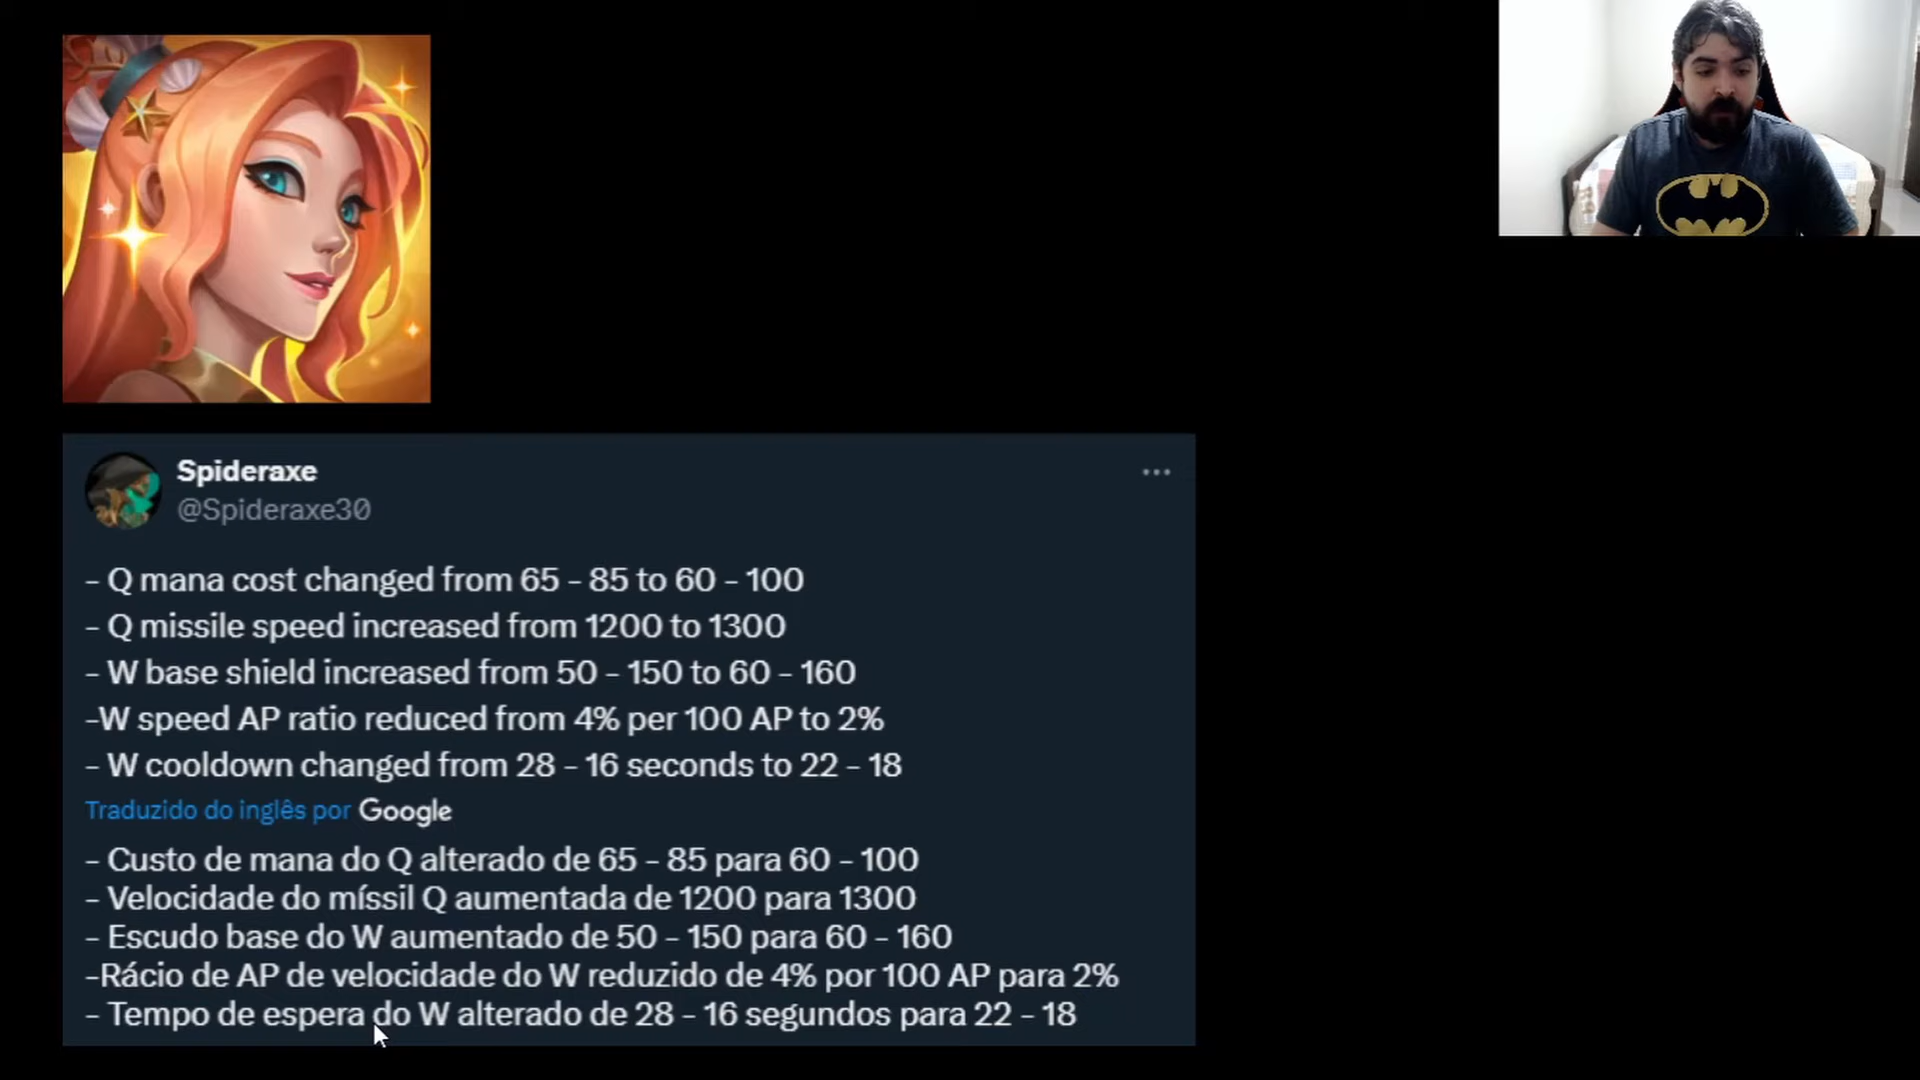 Spideraxe
@Spideraxe30
- Q mana cost changed from 65 - 85 to 60 - 100
- Q missile speed increased from 1200 to 1300
- W base shield increased from 50 - 150 to 60 - 160
-W speed AP ratio reduced from 4% per 100 AP to 2%
- W cooldown changed from 28 - 16 seconds to 22 - 18
Traduzido do inglês por Google
- Custo de mana do Q alterado de 65 - 85 para 60 - 100
- Velocidade do míssil Q aumentada de 1200 para 1300
- Escudo base do W aumentado de 50 - 150 para 60 - 160
-Rácio de AP de velocidade do W reduzido de 4% por 100 AP para 2%
- Tempo de espera do W alterado de 28 - 16 segundos para 22 - 18